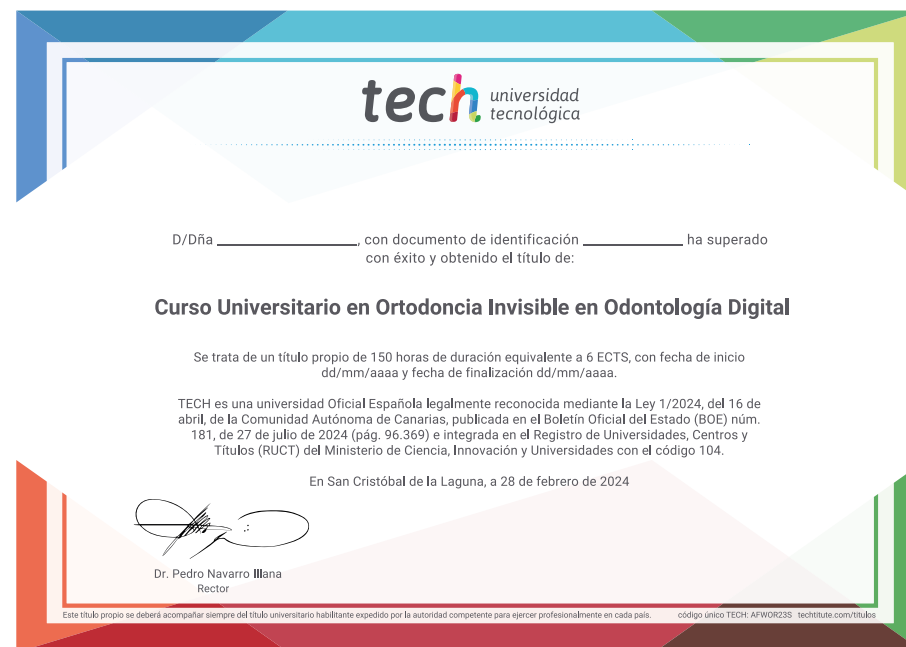 tech universidad
tecnológica
D/Dña ____________________, con documento de identificación ______________ ha superado
con éxito y obtenido el título de:
Curso Universitario en Ortodoncia Invisible en Odontología Digital
Se trata de un título propio de 150 horas de duración equivalente a 6 ECTS, con fecha de inicio
dd/mm/aaaa y fecha de finalización dd/mm/aaaa.
TECH es una universidad Oficial Española legalmente reconocida mediante la Ley 1/2024, del 16 de
abril, de la Comunidad Autónoma de Canarias, publicada en el Boletín Oficial del Estado (BOE) núm.
181, de 27 de julio de 2024 (pág. 96.369) e integrada en el Registro de Universidades, Centros y
Títulos (RUCT) del Ministerio de Ciencia, Innovación y Universidades con el código 104.
En San Cristóbal de la Laguna, a 28 de febrero de 2024
Dr. Pedro Navarro Illana
Rector
Este título propio se deberá acompañar siempre del título universitario habilitante expedido por la autoridad competente para ejercer profesionalmente en cada país. código único TECH: AFWOR23S techtitute.com/titulos